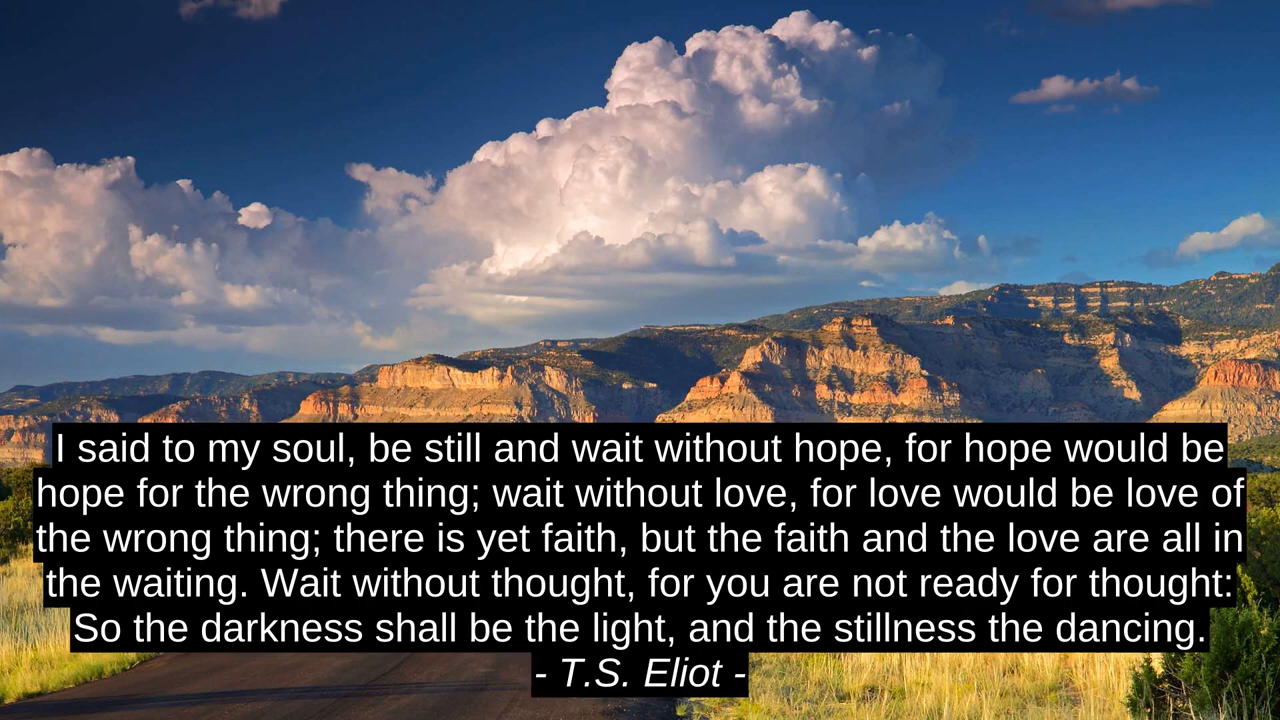 I said to my soul, be still and wait without hope, for hope would be
hope for the wrong thing; wait without love, for love would be love of
the wrong thing; there is yet faith, but the faith and the love are all in
the waiting. Wait without thought, for you are not ready for thought:
So the darkness shall be the light, and the stillness the dancing.
- T.S. Eliot -